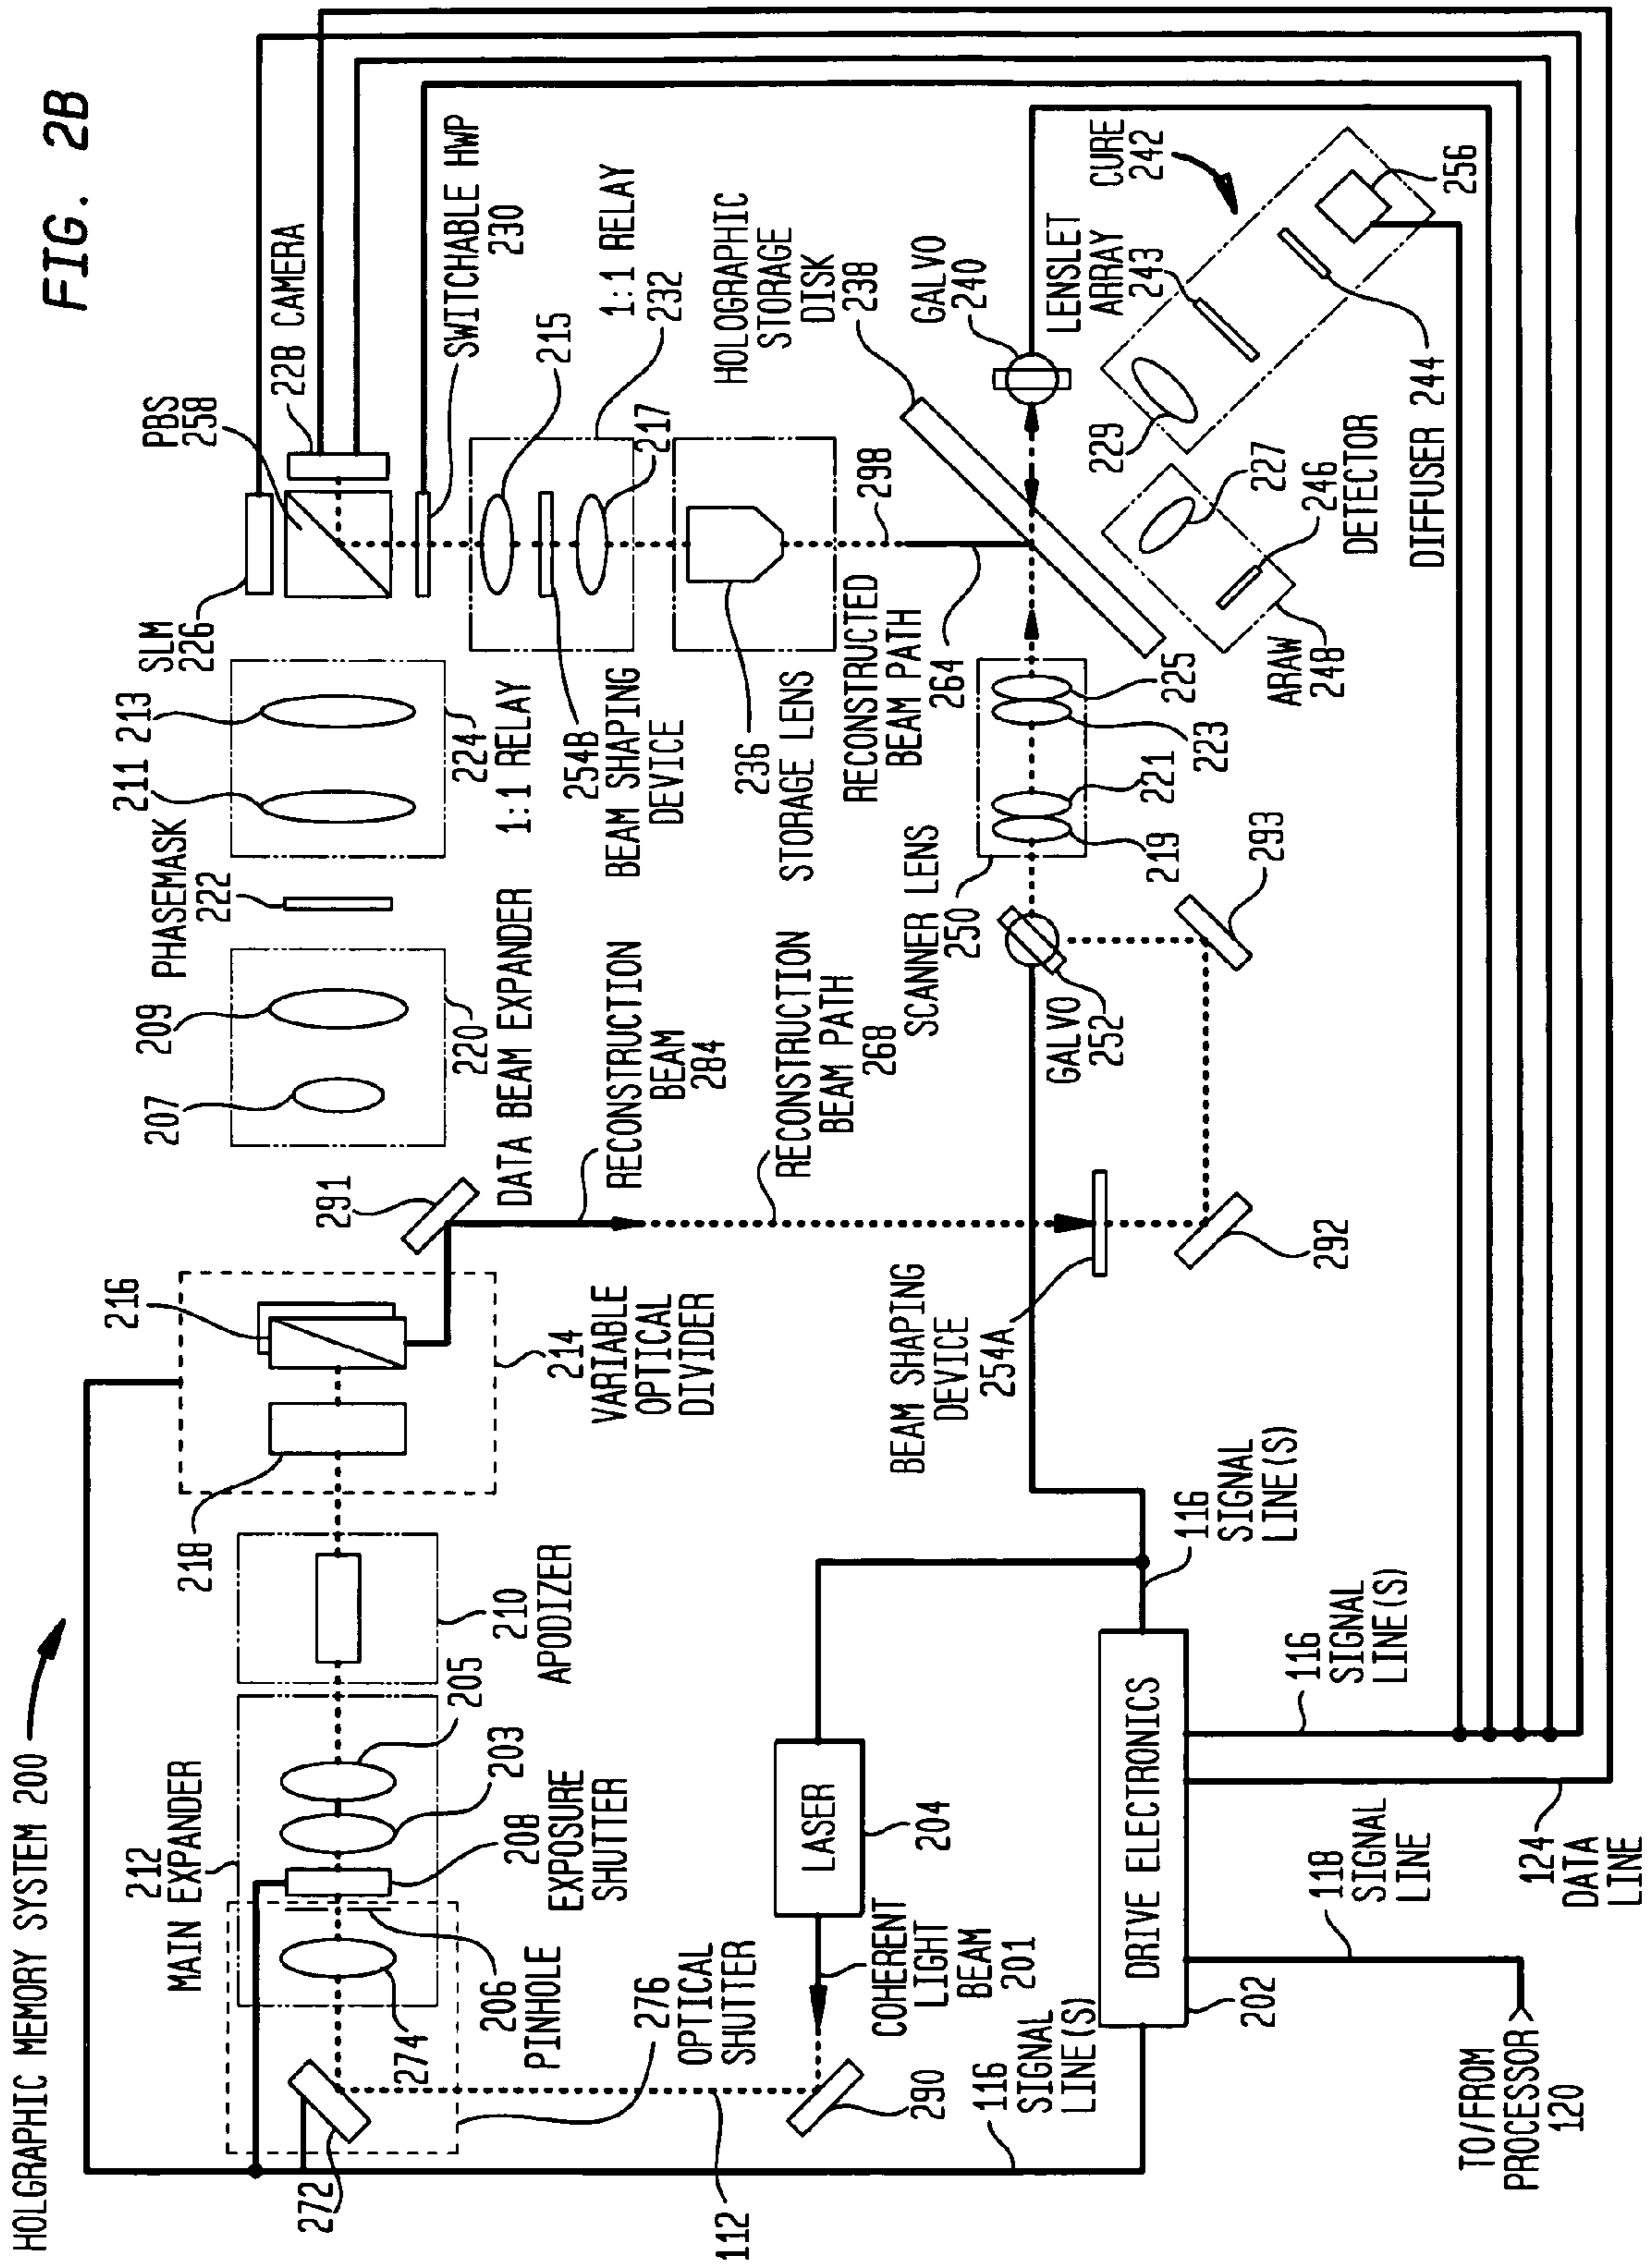 FIG. 2B
HOLGRAPHIC MEMORY SYSTEM 200
212
MAIN EXPANDER
274
206
PINHOLE
208
EXPOSURE
SHUTTER
203
205
210
APODIZER
218
216
214
VARIABLE
OPTICAL
DIVIDER
291
207
209
220
DATA BEAM EXPANDER
PHASEMASK
222
211
213
224
1:1 RELAY
SLM
226
PBS
258
228 CAMERA
SWITCHABLE HWP
230
215
1:1 RELAY
232
217
254B
BEAM SHAPING
DEVICE
236
STORAGE LENS
HOLOGRAPHIC
STORAGE
DISK
238
298
RECONSTRUCTED
BEAM PATH
264
GALVO
240
LENSLET
ARRAY
243
CURE
242
256
229
227
246
DETECTOR
DIFFUSER 244
ARAW
248
225
223
221
219
SCANNER LENS
250
293
GALVO
252
292
RECONSTRUCTION
BEAM
284
RECONSTRUCTION
BEAM PATH
268
BEAM SHAPING
DEVICE
254A
272
276
OPTICAL
SHUTTER
112
290
LASER
204
COHERENT
LIGHT
BEAM
201
116
SIGNAL
LINE(S)
DRIVE ELECTRONICS
202
116
SIGNAL
LINE(S)
116
SIGNAL
LINE(S)
118
SIGNAL
LINE
124
DATA
LINE
TO/FROM
PROCESSOR
120